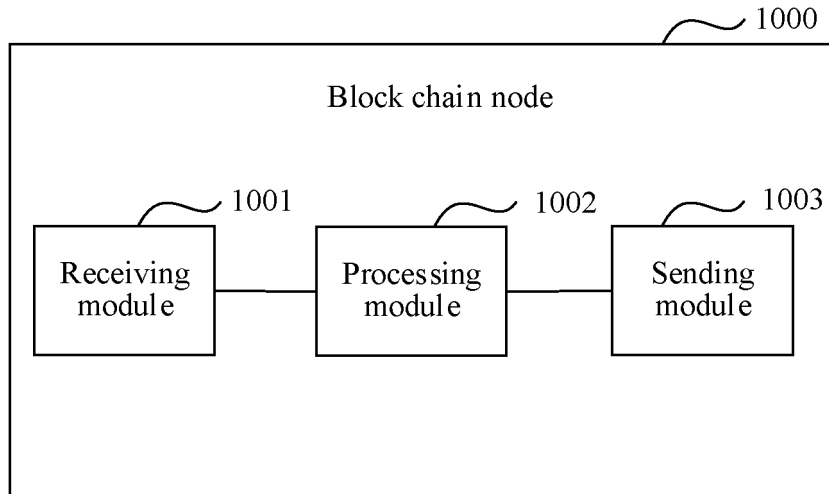 1000
Block chain node
1001
1002
1003
Receiving
module
Processing
module
Sending
module